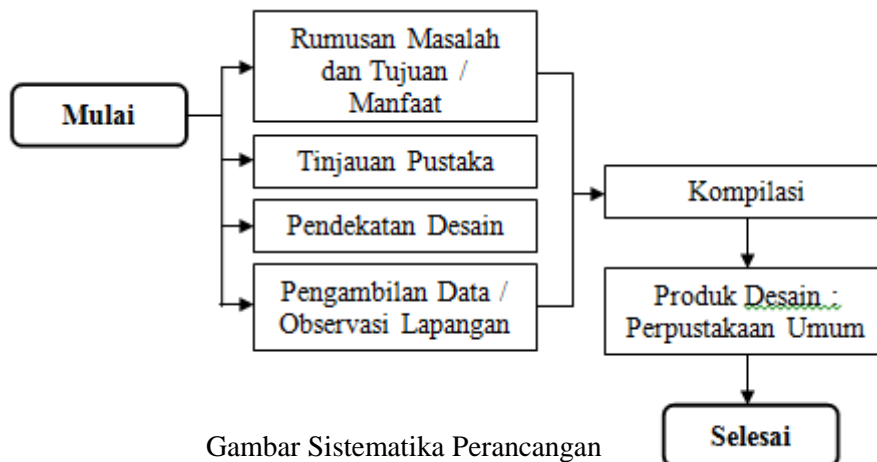 Mulai
Rumusan Masalah
dan Tujuan /
Manfaat
Tinjauan Pustaka
Pendekatan Desain
Pengambilan Data /
Observasi Lapangan
Kompilasi
Produk Desain :
Perpustakaan Umum
Selesai
Gambar Sistematika Perancangan